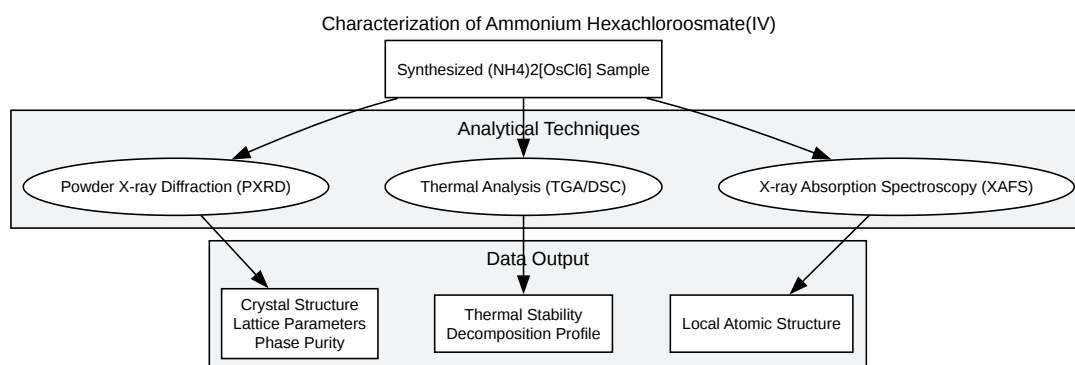 Characterization of Ammonium Hexachloroosmate(IV)
Synthesized (NH4)2[OsCl6] Sample
Analytical Techniques
Powder X-ray Diffraction (PXRD)
Thermal Analysis (TGA/DSC)
X-ray Absorption Spectroscopy (XAFS)
Data Output
Crystal Structure
Lattice Parameters
Phase Purity
Thermal Stability
Decomposition Profile
Local Atomic Structure